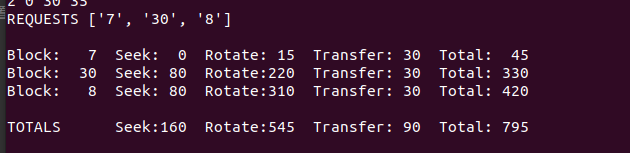 2 0 30 35
REQUESTS ['7', '30', '8']
Block:   7  Seek:  0  Rotate: 15  Transfer: 30  Total:  45
Block:  30  Seek: 80  Rotate:220  Transfer: 30  Total: 330
Block:   8  Seek: 80  Rotate:310  Transfer: 30  Total: 420
TOTALS      Seek:160  Rotate:545  Transfer: 90  Total: 795